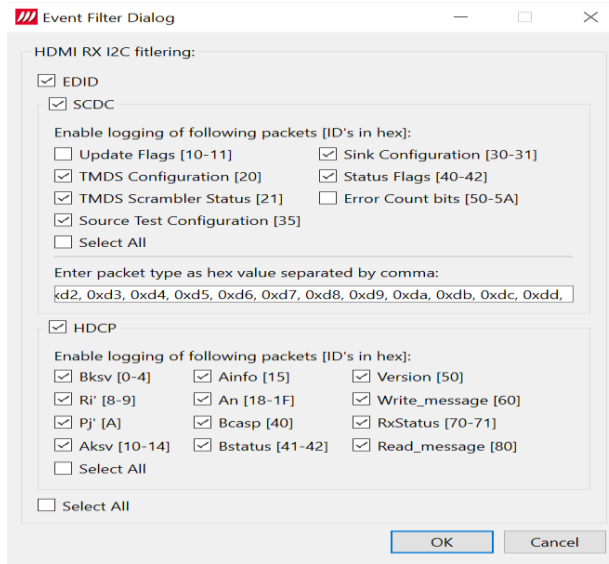 Event Filter Dialog
HDMI RX I2C fitlering:
EDID
SCDC
Enable logging of following packets [ID's in hex]:
Update Flags [10-11] Sink Configuration [30-31]
TMDS Configuration [20] Status Flags [40-42]
TMDS Scrambler Status [21] Error Count bits [50-5A]
Source Test Configuration [35]
Select All
Enter packet type as hex value separated by comma:
xd2, 0xd3, 0xd4, 0xd5, 0xd6, 0xd7, 0xd8, 0xd9, 0xda, 0xdb, 0xdc, 0xdd,
HDCP
Enable logging of following packets [ID's in hex]:
Bksv [0-4] Ainfo [15] Version [50]
Ri' [8-9] An [18-1F] Write_message [60]
Pj' [A] Bcasp [40] RxStatus [70-71]
Aksv [10-14] Bstatus [41-42] Read_message [80]
Select All
Select All
OK Cancel